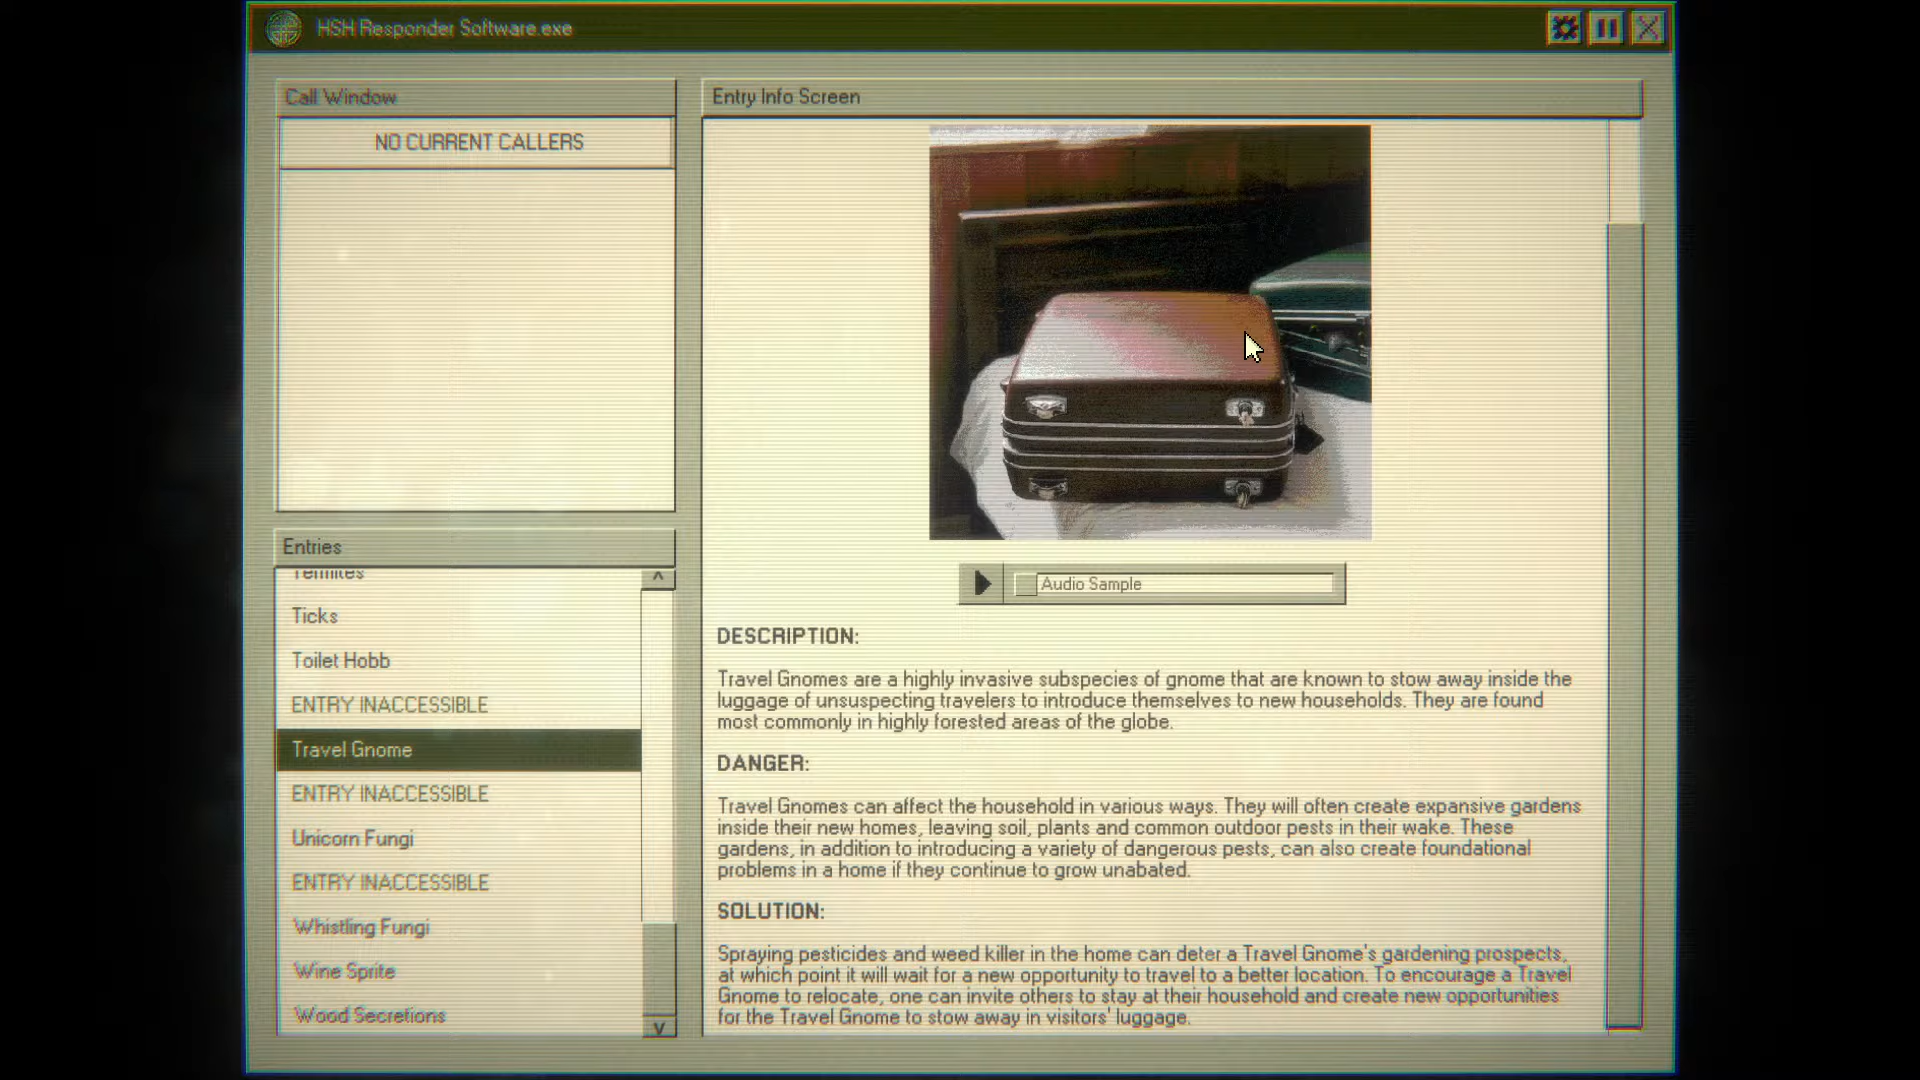 HSH Responder Software.exe
Call Window
NO CURRENT CALLERS
Entries
Termites
Ticks
Toilet Hobb
ENTRY INACCESSIBLE
Travel Gnome
ENTRY INACCESSIBLE
Unicorn Fungi
ENTRY INACCESSIBLE
Whistling Fungi
Wine Sprite
Wood Secretions
Entry Info Screen
Audio Sample
DESCRIPTION:
Travel Gnomes are a highly invasive subspecies of gnome that are known to stow away inside the
luggage of unsuspecting travelers to introduce themselves to new households. They are found
most commonly in highly forested areas of the globe.
DANGER:
Travel Gnomes can affect the household in various ways. They will often create expansive gardens
inside their new homes, leaving soil, plants and common outdoor pests in their wake. These
gardens, in addition to introducing a variety of dangerous pests, can also create foundational
problems in a home if they continue to grow unabated.
SOLUTION:
Spraying pesticides and weed killer in the home can deter a Travel Gnome's gardening prospects,
at which point it will wait for a new opportunity to travel to a better location. To encourage a Travel
Gnome to relocate, one can invite others to stay at their household and create new opportunities
for the Travel Gnome to stow away in visitors' luggage.